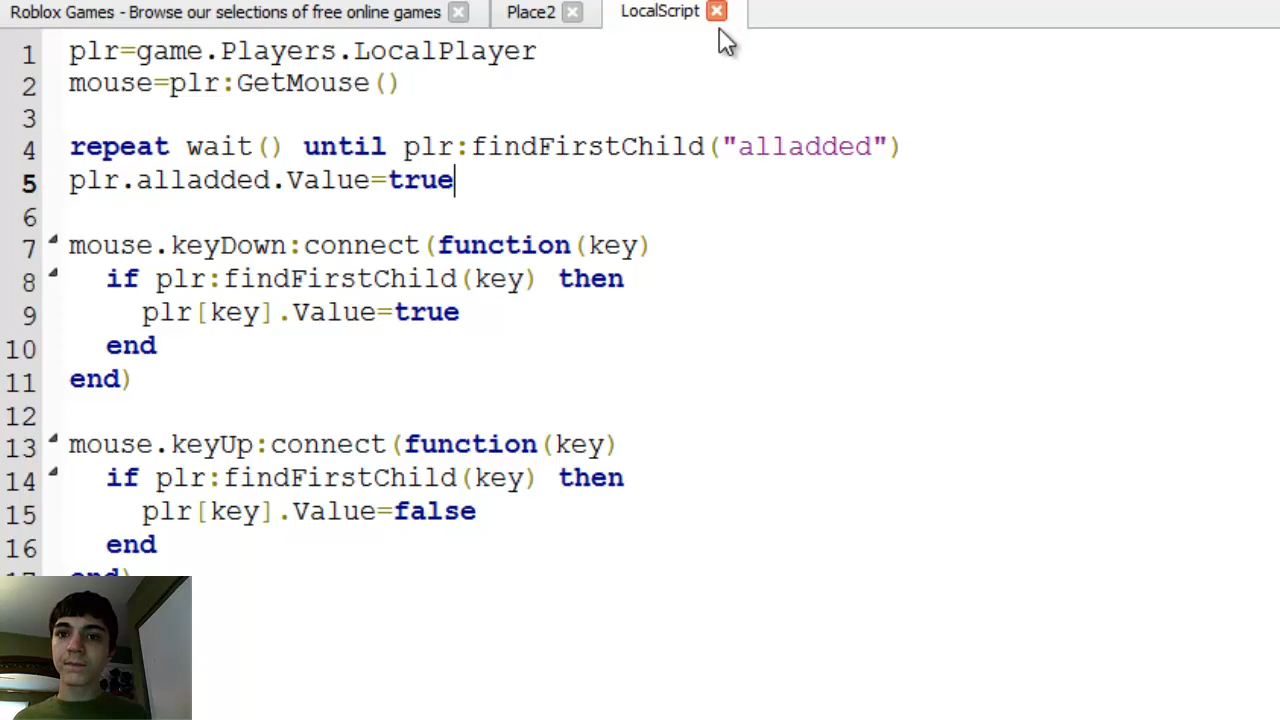 Roblox Games - Browse our selections of free online games
Place2
LocalScript
1 plr=game.Players.LocalPlayer
2 mouse=plr:GetMouse()
3
4 repeat wait() until plr:findFirstChild("alladded")
5 plr.alladded.Value=true
6
7 mouse.keyDown:connect(function(key)
8 if plr:findFirstChild(key) then
9 plr[key].Value=true
10 end
11 end)
12
13 mouse.keyUp:connect(function(key)
14 if plr:findFirstChild(key) then
15 plr[key].Value=false
16 end
17 end)